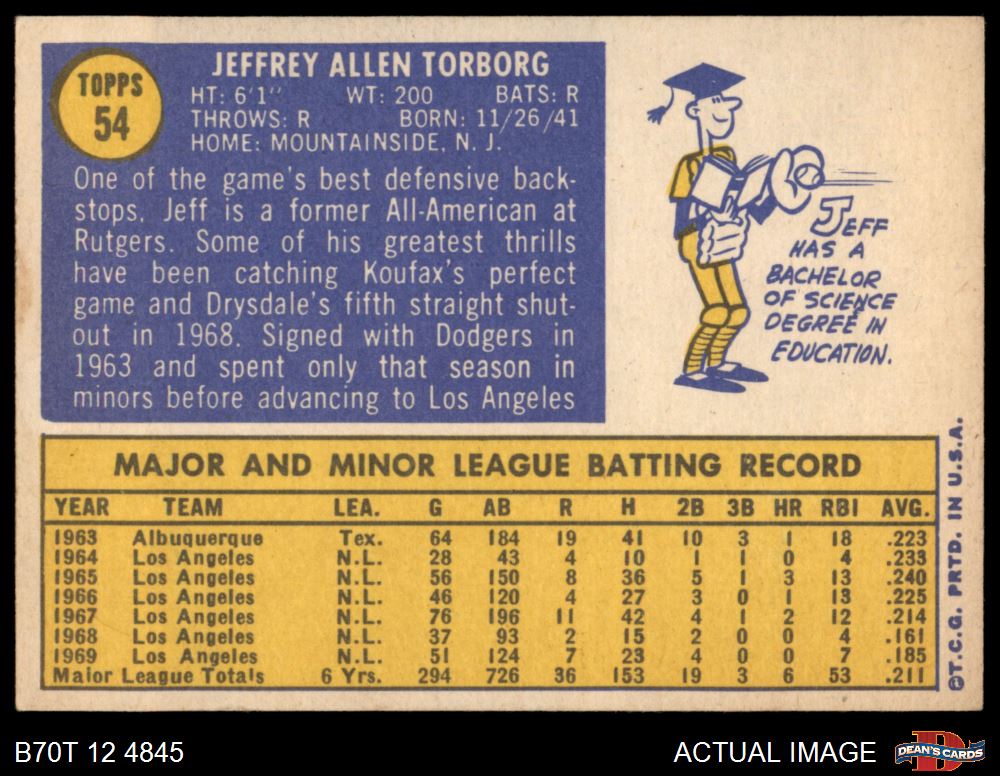 TOPPS
54
JEFFREY ALLEN TORBORG
HT: 6'1" WT: 200 BATS: R
THROWS: R BORN: 11/26/41
HOME: MOUNTAINSIDE, N. J.
One of the game's best defensive back-
stops, Jeff is a former All-American at
Rutgers. Some of his greatest thrills
have been catching Koufax's perfect
game and Drysdale's fifth straight shut-
out in 1968. Signed with Dodgers in
1963 and spent only that season in
minors before advancing to Los Angeles
JEFF
HAS A
BACHELOR
OF SCIENCE
DEGREE IN
EDUCATION.
MAJOR AND MINOR LEAGUE BATTING RECORD
YEAR TEAM LEA. G AB R H 2B 3B HR RBI AVG.
1963 Albuquerque Tex. 64 184 19 41 10 3 1 18 .223
1964 Los Angeles N.L. 28 43 4 10 1 1 0 4 .233
1965 Los Angeles N.L. 56 150 8 36 5 1 3 13 .240
1966 Los Angeles N.L. 46 120 4 27 3 0 1 13 .225
1967 Los Angeles N.L. 76 196 11 42 4 1 2 12 .214
1968 Los Angeles N.L. 37 93 2 15 2 0 0 4 .161
1969 Los Angeles N.L. 51 124 7 23 4 0 0 7 .185
Major League Totals 6 Yrs. 294 726 36 153 19 3 6 53 .211
©T.C.G. PRTD. IN U.S.A.
B70T 12 4845
ACTUAL IMAGE
DEAN'S CARDS